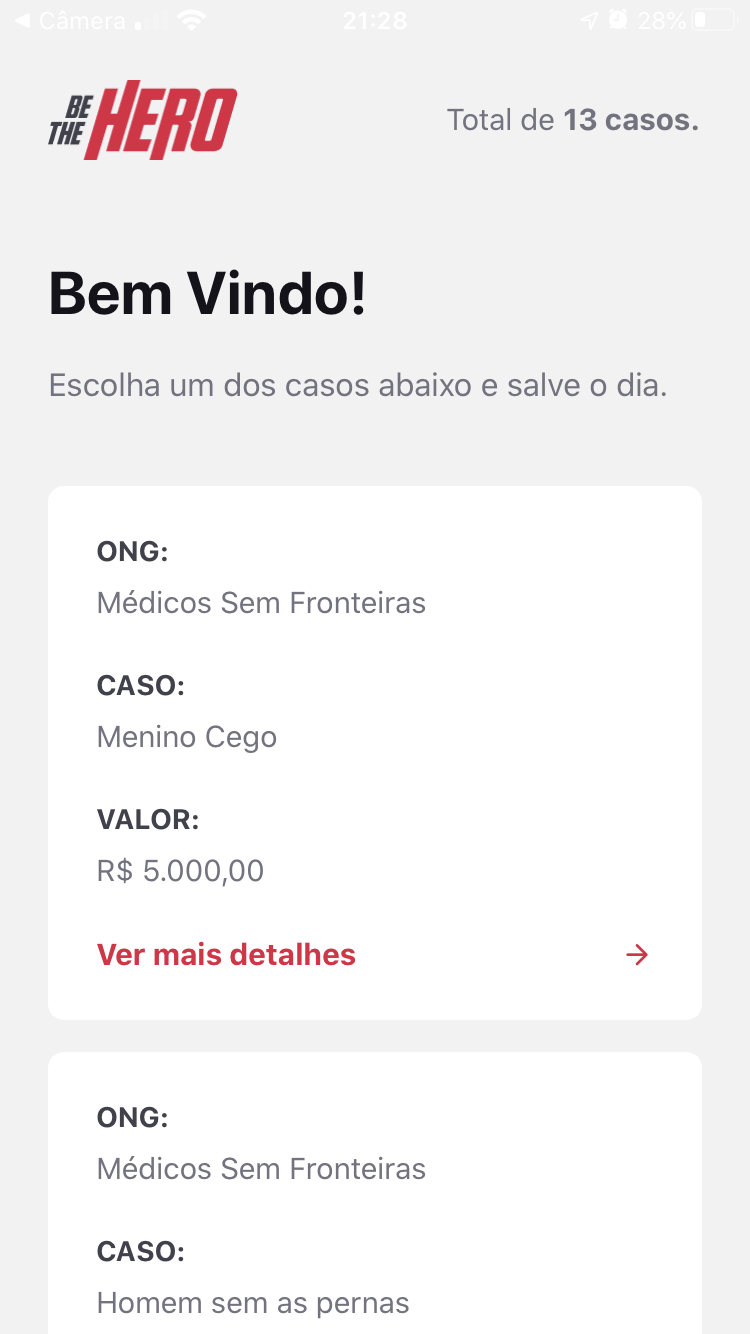 Câmera 21:28 28%
BE THE HERO
Total de 13 casos.
Bem Vindo!
Escolha um dos casos abaixo e salve o dia.
ONG:
Médicos Sem Fronteiras
CASO:
Menino Cego
VALOR:
R$ 5.000,00
Ver mais detalhes
ONG:
Médicos Sem Fronteiras
CASO:
Homem sem as pernas